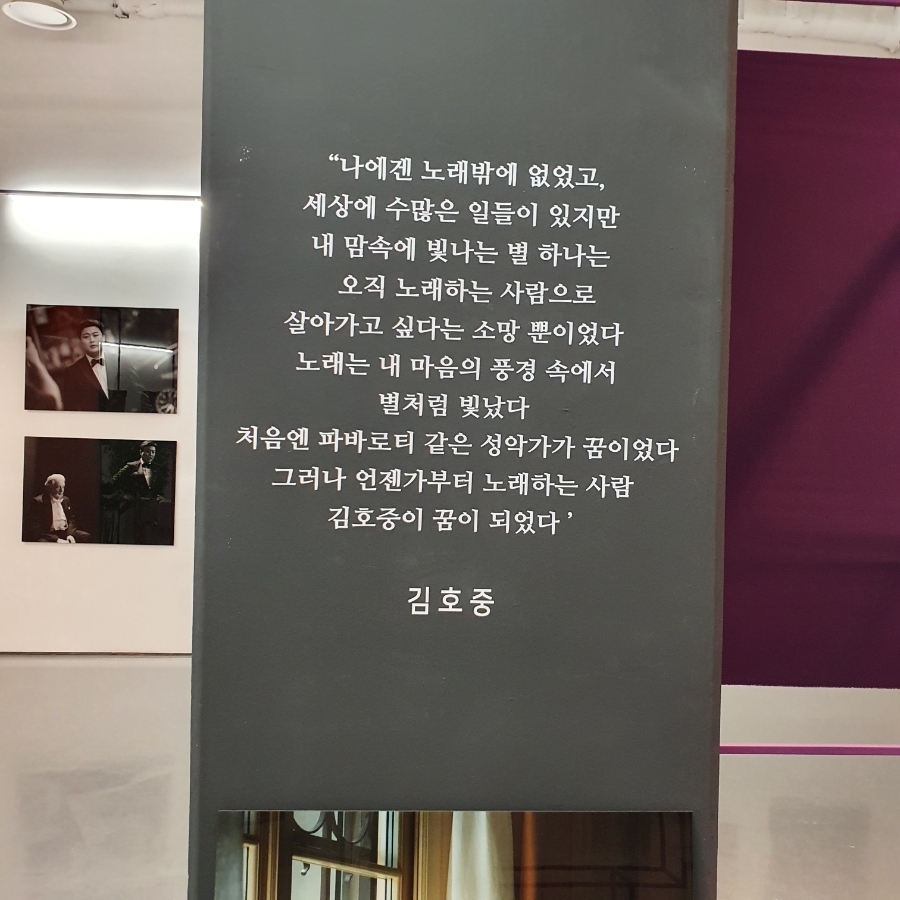 “나에겐 노래밖에 없었고,
세상에 수많은 일들이 있지만
내 맘속에 빛나는 별 하나는
오직 노래하는 사람으로
살아가고 싶다는 소망 뿐이었다
노래는 내 마음의 풍경 속에서
별처럼 빛났다
처음엔 파바로티 같은 성악가가 꿈이었다
그러나 언젠가부터 노래하는 사람
김호중이 꿈이 되었다 ’
김호중